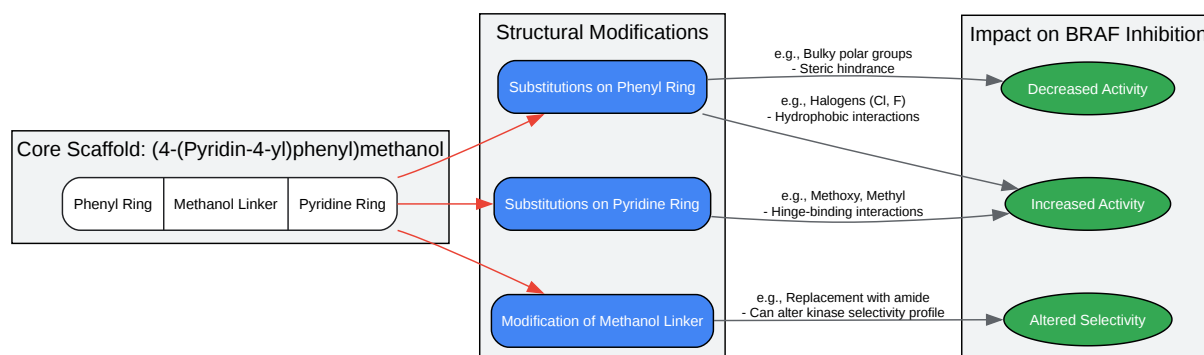 Structural Modifications
Impact on BRAF Inhibition
e.g., Bulky polar groups
- Steric hindrance
Substitutions on Phenyl Ring
Decreased Activity
e.g., Halogens (Cl, F)
- Hydrophobic interactions
Core Scaffold: (4-(Pyridin-4-yl)phenyl)methanol
Phenyl Ring
Methanol Linker
Pyridine Ring
Substitutions on Pyridine Ring
e.g., Methoxy, Methyl
- Hinge-binding interactions
Increased Activity
e.g., Replacement with amide
- Can alter kinase selectivity profile
Modification of Methanol Linker
Altered Selectivity